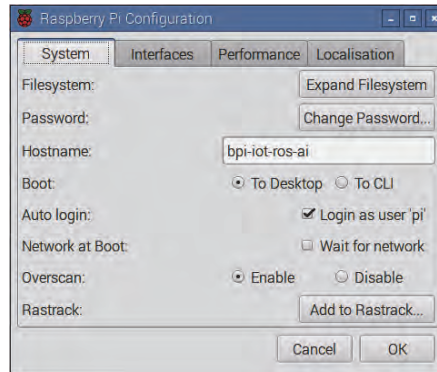 Raspberry Pi Configuration
System Interfaces Performance Localisation
Filesystem: Expand Filesystem
Password: Change Password...
Hostname: bpi-iot-ros-ai
Boot: To Desktop To CLI
Auto login: Login as user 'pi'
Network at Boot: Wait for network
Overscan: Enable Disable
Rastrack: Add to Rastrack...
Cancel OK